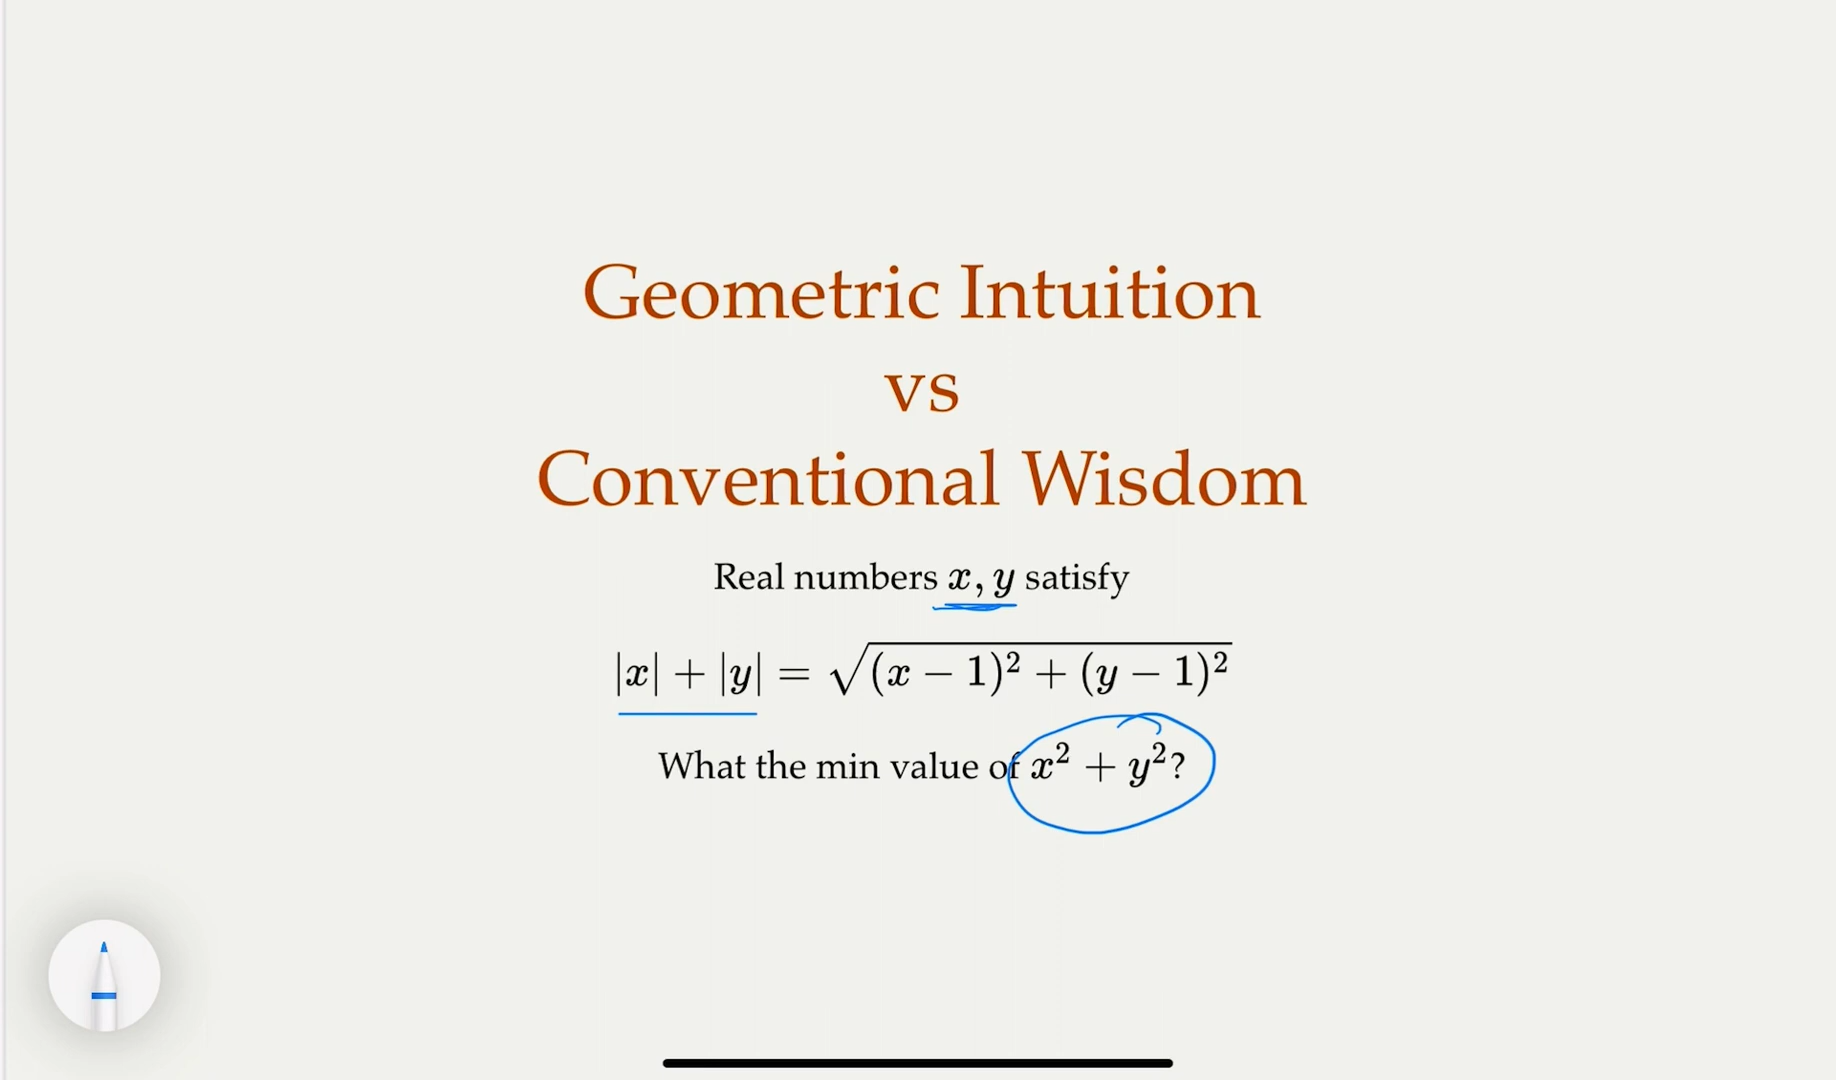 Geometric Intuition
vs
Conventional Wisdom
Real numbers x, y satisfy
|x| + |y| = √(x − 1)² + (y − 1)²
What the min value of x² + y²?